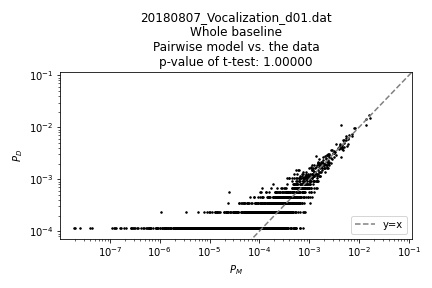 20180807_Vocalization_d01.dat
Whole baseline
Pairwise model vs. the data
p-value of t-test: 1.00000
10⁻¹
10⁻²
10⁻³
10⁻⁴
P_D
y=x
10⁻⁷ 10⁻⁶ 10⁻⁵ 10⁻⁴ 10⁻³ 10⁻² 10⁻¹
P_M